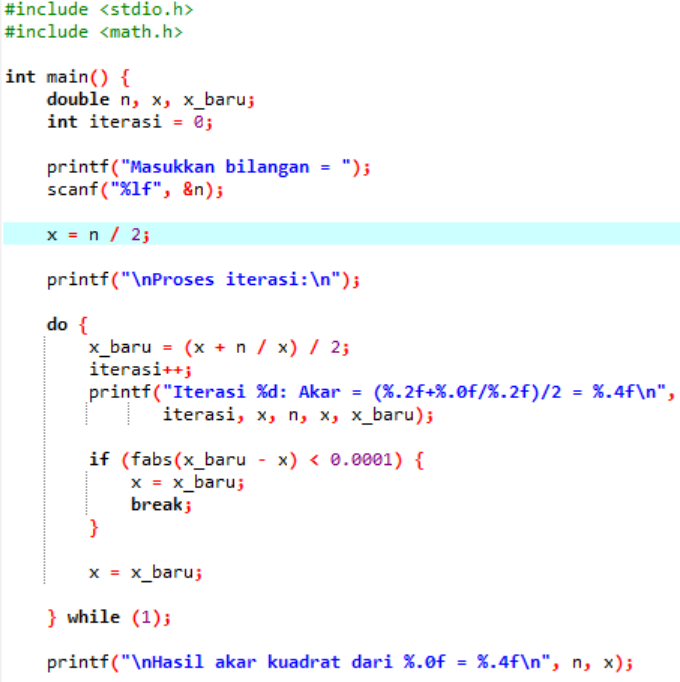 #include <stdio.h>
#include <math.h>
int main() {
    double n, x, x_baru;
    int iterasi = 0;
    printf("Masukkan bilangan = ");
    scanf("%lf", &n);
    x = n / 2;
    printf("\nProses iterasi:\n");
    do {
        x_baru = (x + n / x) / 2;
        iterasi++;
        printf("Iterasi %d: Akar = (%.2f+%.0f/%.2f)/2 = %.4f\n",
               iterasi, x, n, x, x_baru);
        if (fabs(x_baru - x) < 0.0001) {
            x = x_baru;
            break;
        }
        x = x_baru;
    } while (1);
    printf("\nHasil akar kuadrat dari %.0f = %.4f\n", n, x);